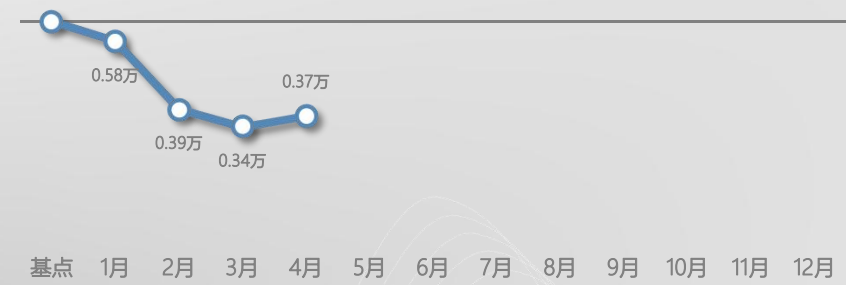 0.58万
0.37万
0.39万
0.34万
基点 1月 2月 3月 4月 5月 6月 7月 8月 9月 10月 11月 12月